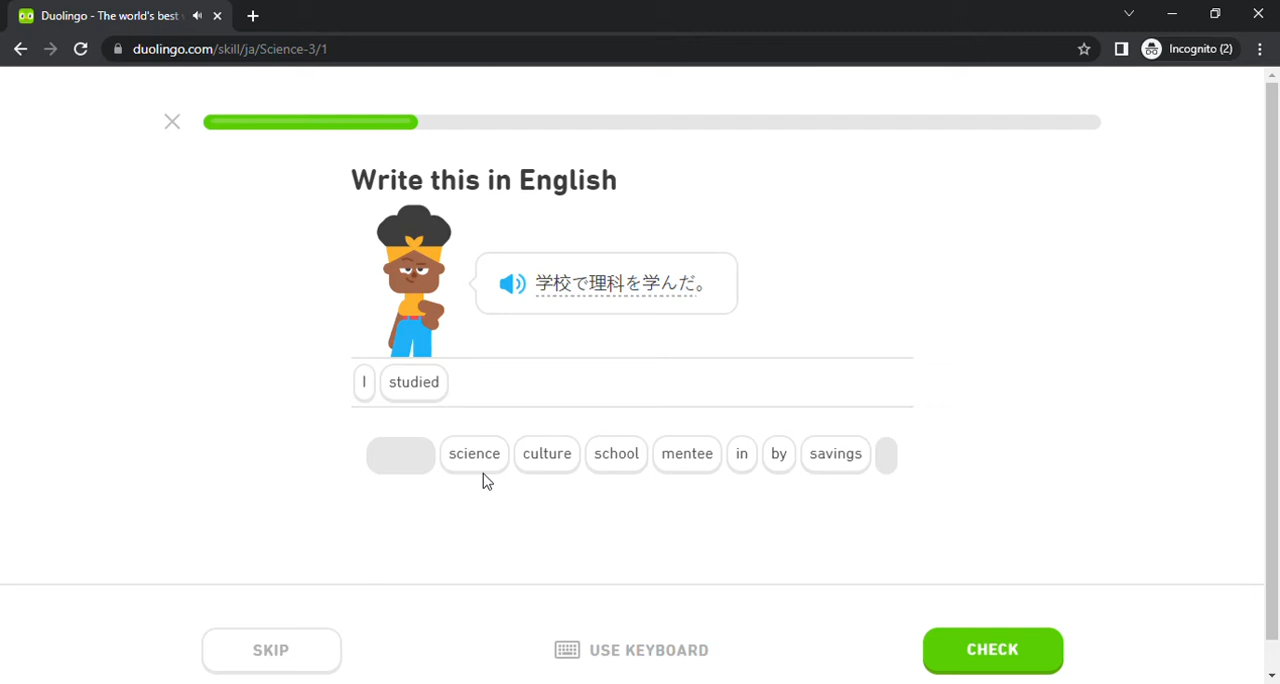 Duolingo - The world's best
duolingo.com/skill/ja/Science-3/1
Incognito (2)
Write this in English
学校で理科を学んだ。
I studied
science culture school mentee in by savings
SKIP
USE KEYBOARD
CHECK